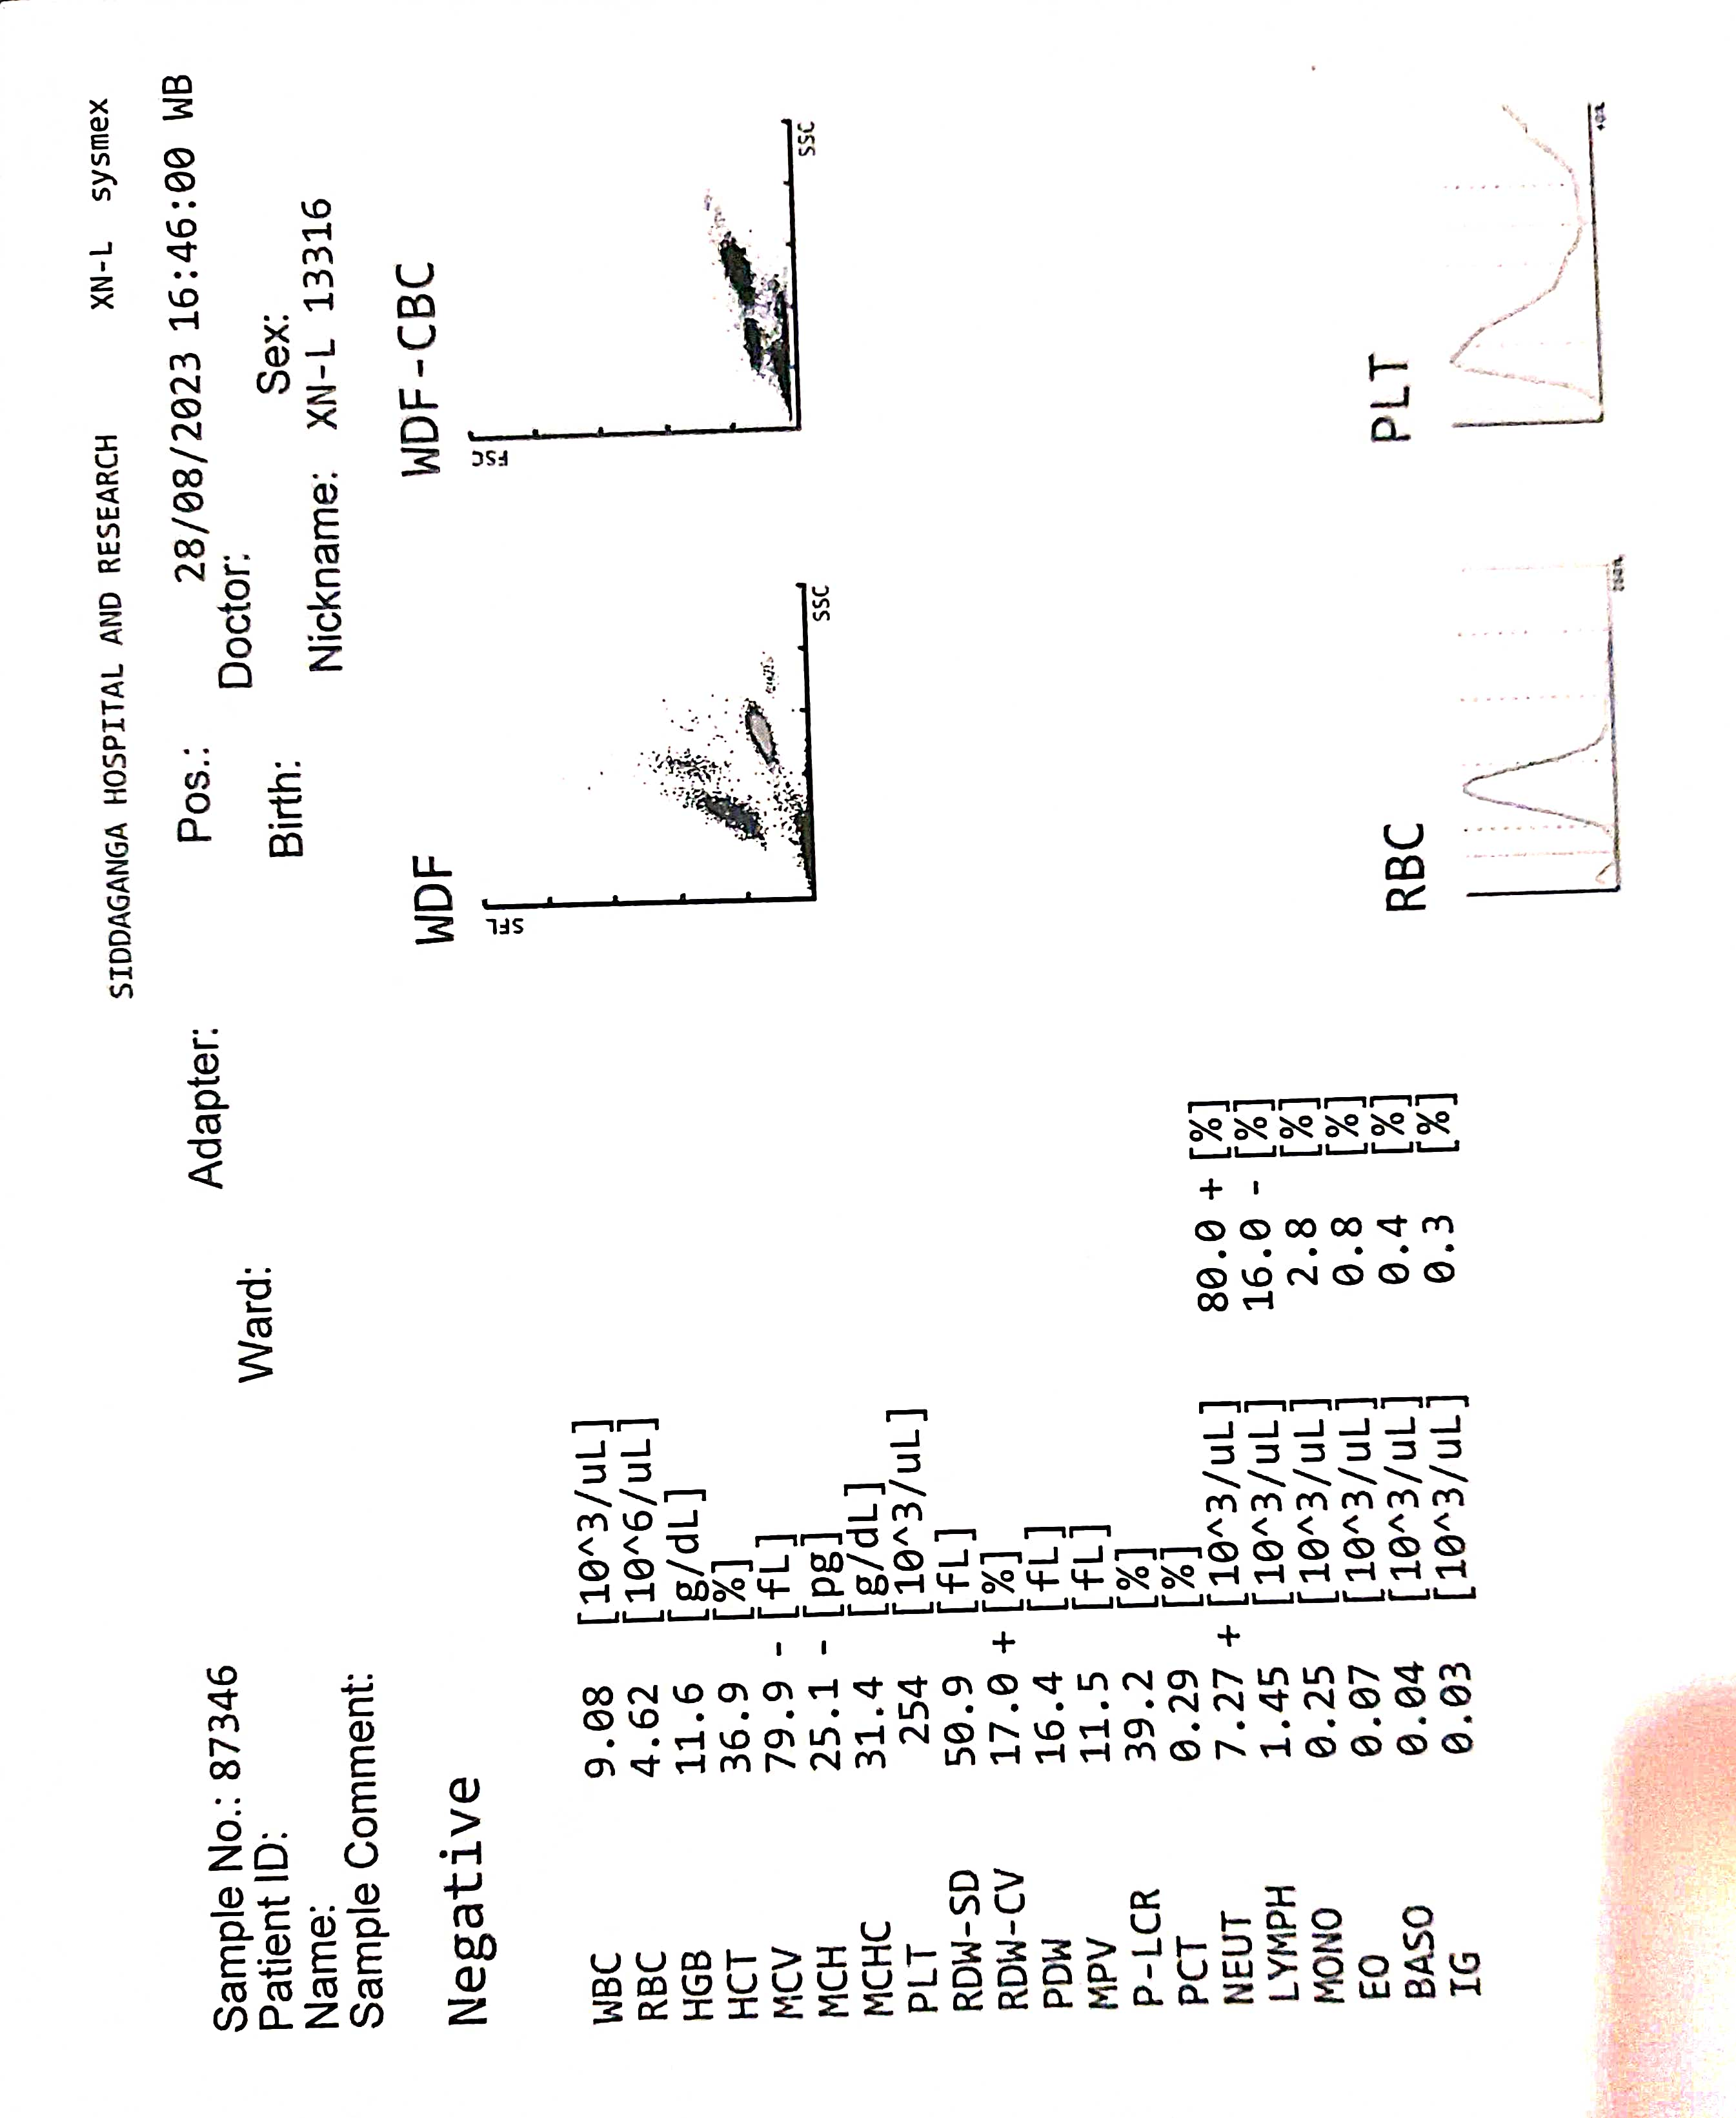 SIDDAGANGA HOSPITAL AND RESEARCH XN-L sysmex
Sample No.: 87346 Adapter: Pos.: 28/08/2023 16:46:00 WB
Patient ID: Ward: Doctor:
Name: Birth: Sex:
Sample Comment: Nickname: XN-L 13316
Negative WDF WDF-CBC
SFL FSC
SSC SSC
WBC 9.08 [10^3/uL]
RBC 4.62 [10^6/uL]
HGB 11.6 [g/dL]
HCT 36.9 [%]
MCV 79.9 - [fL]
MCH 25.1 - [pg]
MCHC 31.4 [g/dL]
PLT 254 [10^3/uL]
RDW-SD 50.9 [fL]
RDW-CV 17.0 + [%]
PDW 16.4 [fL]
MPV 11.5 [fL]
P-LCR 39.2 [%]
PCT 0.29 [%]
NEUT 7.27 + [10^3/uL] 80.0 + [%]
LYMPH 1.45 [10^3/uL] 16.0 - [%]
MONO 0.25 [10^3/uL] 2.8 [%]
EO 0.07 [10^3/uL] 0.8 [%]
BASO 0.04 [10^3/uL] 0.4 [%]
IG 0.03 [10^3/uL] 0.3 [%]
RBC PLT